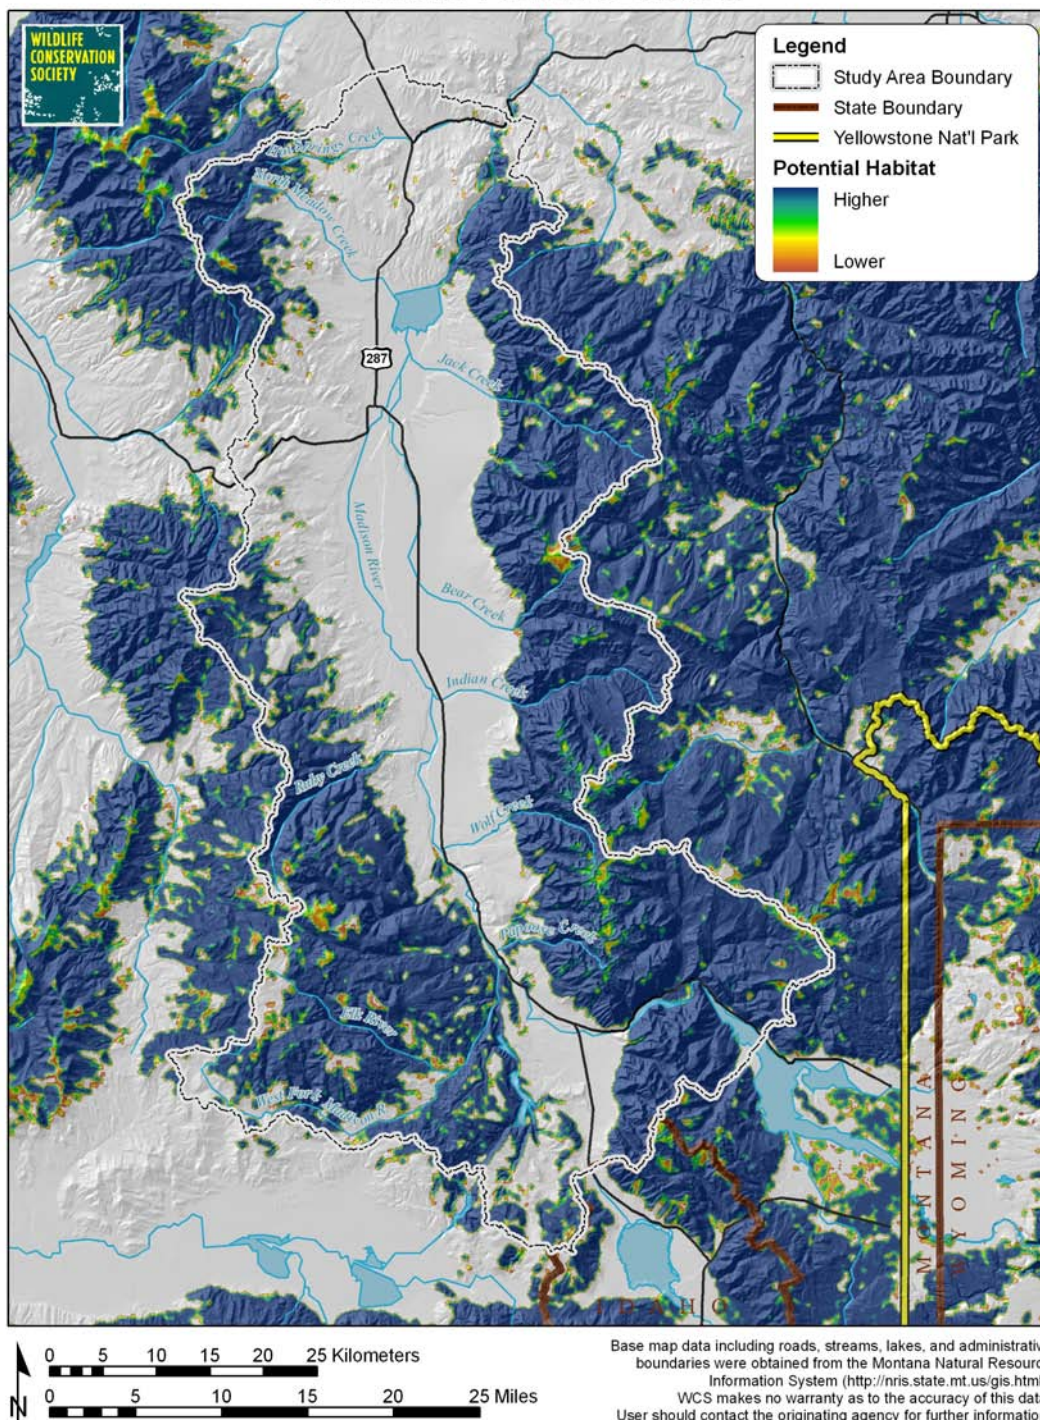 WILDLIFE
CONSERVATION
SOCIETY
Legend
Study Area Boundary
State Boundary
Yellowstone Nat'l Park
Potential Habitat
Higher
Lower
Creek
North Meadow Creek
287
Jack Creek
Madison River
Bear Creek
Indian Creek
Ruby Creek
Wolf Creek
Papoose Creek
Elk River
West Fork Madison R
MONTANA
WYOMING
IDAHO
0 5 10 15 20 25 Kilometers
0 5 10 15 20 25 Miles
N
Base map data including roads, streams, lakes, and administrativ
boundaries were obtained from the Montana Natural Resourc
Information System (http://nris.state.mt.us/gis.html
WCS makes no warranty as to the accuracy of this data
User should contact the originating agency for further information